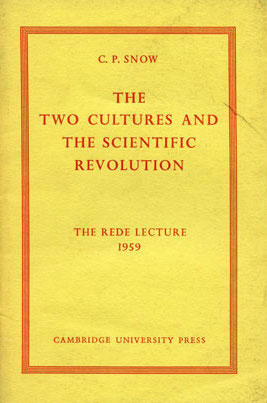 C. P. SNOW
THE
TWO CULTURES AND
THE SCIENTIFIC
REVOLUTION
THE REDE LECTURE
1959
CAMBRIDGE UNIVERSITY PRESS